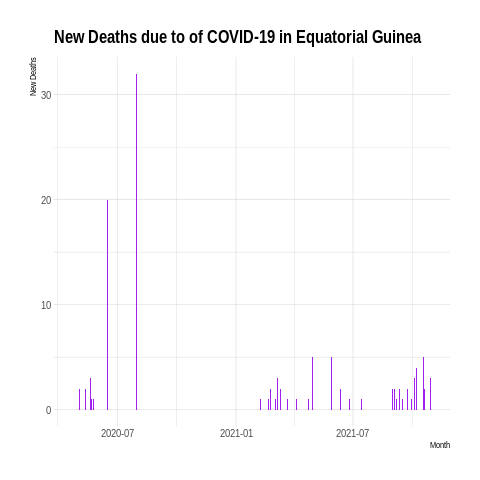 New Deaths due to of COVID-19 in Equatorial Guinea
New Deaths
30
20
10
0
2020-07
2021-01
2021-07
Month